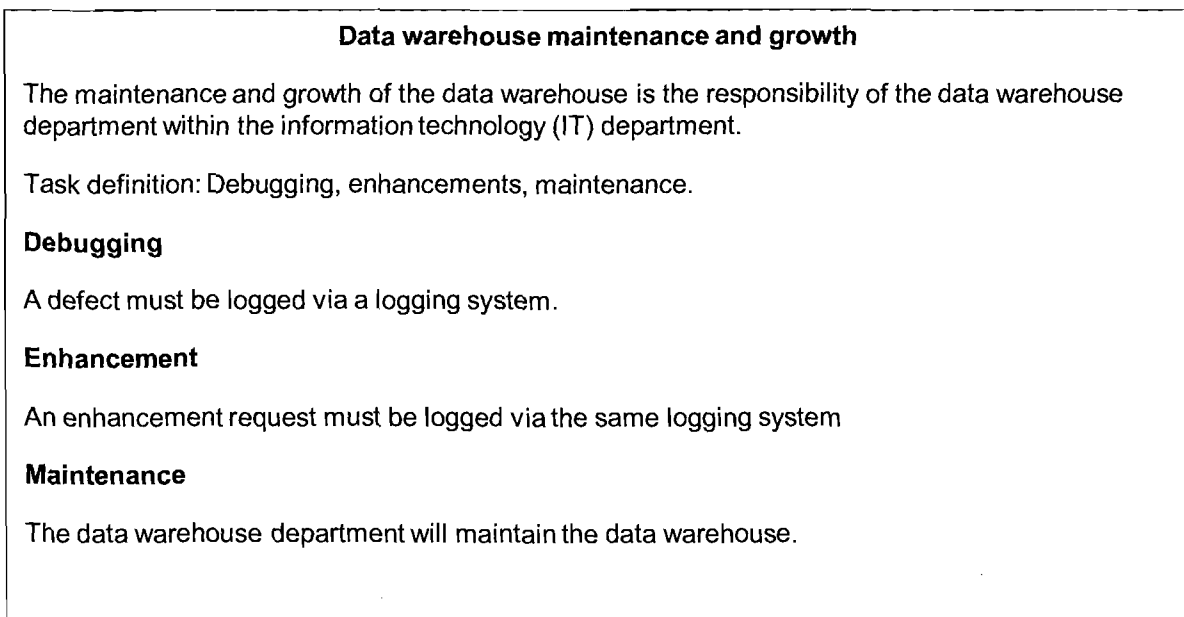 Data warehouse maintenance and growth
The maintenance and growth of the data warehouse is the responsibility of the data warehouse
department within the information technology (IT) department.
Task definition: Debugging, enhancements, maintenance.
Debugging
A defect must be logged via a logging system.
Enhancement
An enhancement request must be logged via the same logging system
Maintenance
The data warehouse department will maintain the data warehouse.